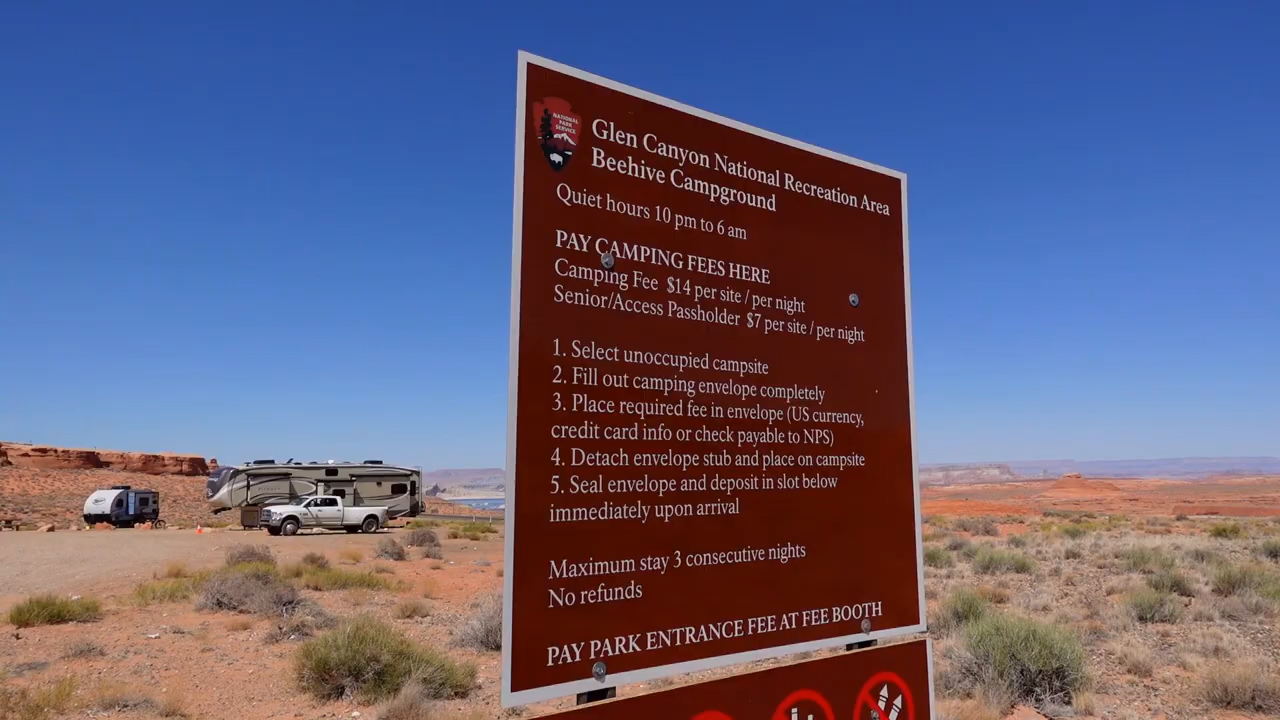 NATIONAL
PARK
SERVICE
Glen Canyon National Recreation Area
Beehive Campground
Quiet hours 10 pm to 6 am
PAY CAMPING FEES HERE
Camping Fee $14 per site / per night
Senior/Access Passholder $7 per site / per night
1. Select unoccupied campsite
2. Fill out camping envelope completely
3. Place required fee in envelope (US currency,
credit card info or check payable to NPS)
4. Detach envelope stub and place on campsite
5. Seal envelope and deposit in slot below
immediately upon arrival
Maximum stay 3 consecutive nights
No refunds
PAY PARK ENTRANCE FEE AT FEE BOOTH